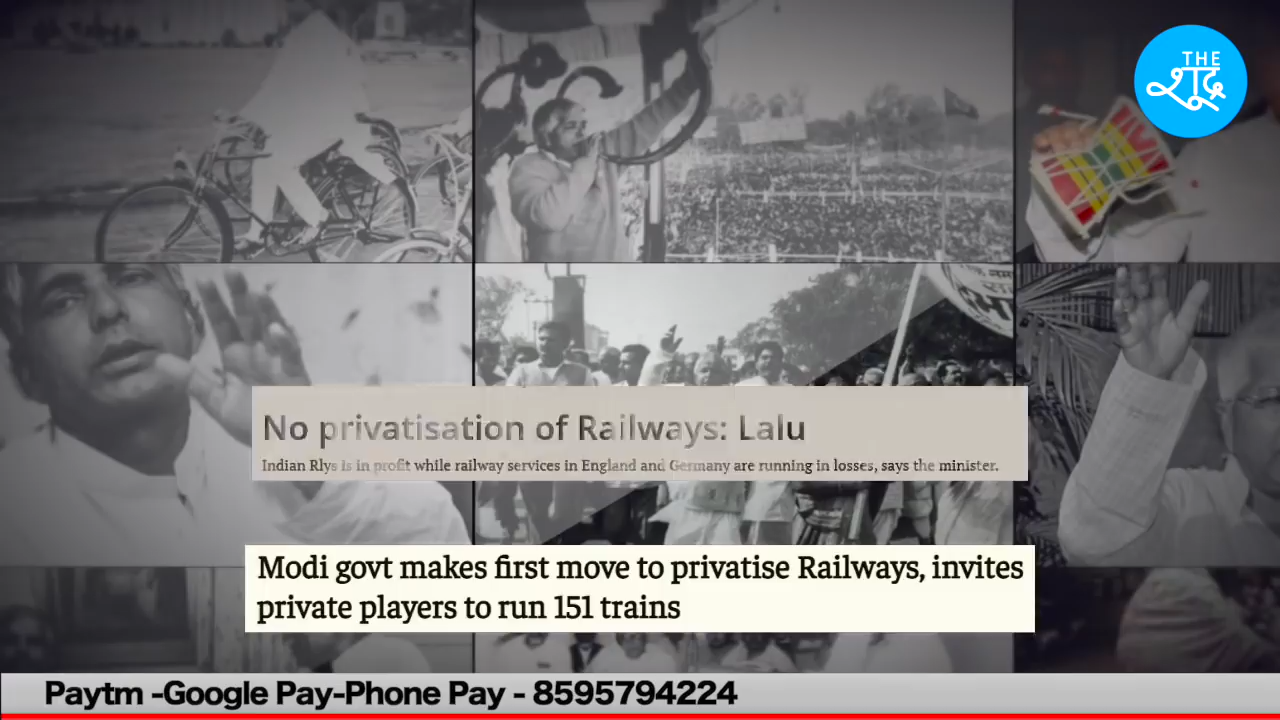 THE
शूद्र
No privatisation of Railways: Lalu
Indian Rlys is in profit while railway services in England and Germany are running in losses, says the minister.
Modi govt makes first move to privatise Railways, invites
private players to run 151 trains
Paytm -Google Pay-Phone Pay - 8595794224